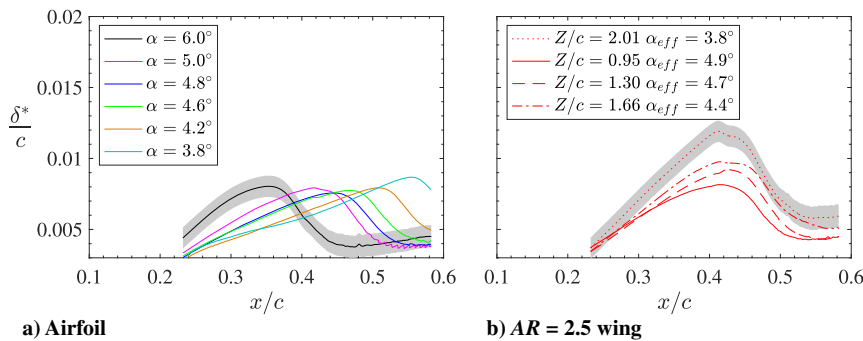 0.02
0.015
δ*/c
0.01
0.005
α = 6.0°
α = 5.0°
α = 4.8°
α = 4.6°
α = 4.2°
α = 3.8°
0.1 0.2 0.3 0.4 0.5 0.6
x/c
a) Airfoil
Z/c = 2.01 α_eff = 3.8°
Z/c = 0.95 α_eff = 4.9°
Z/c = 1.30 α_eff = 4.7°
Z/c = 1.66 α_eff = 4.4°
0.1 0.2 0.3 0.4 0.5 0.6
x/c
b) AR = 2.5 wing